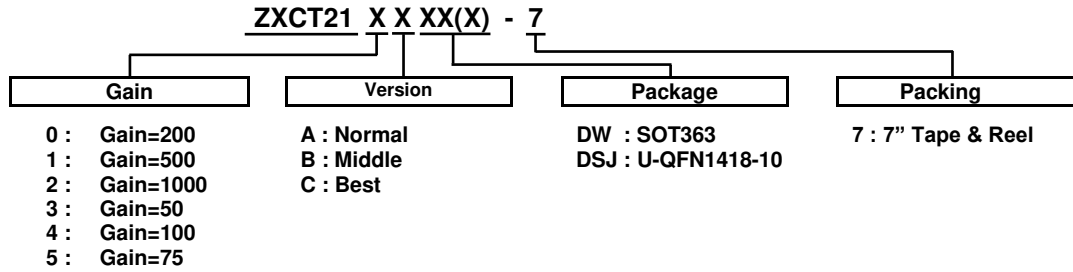 ZXCT21 X X XX(X) - 7
Gain
0 : Gain=200
1 : Gain=500
2 : Gain=1000
3 : Gain=50
4 : Gain=100
5 : Gain=75
Version
A : Normal
B : Middle
C : Best
Package
DW : SOT363
DSJ : U-QFN1418-10
Packing
7 : 7” Tape & Reel